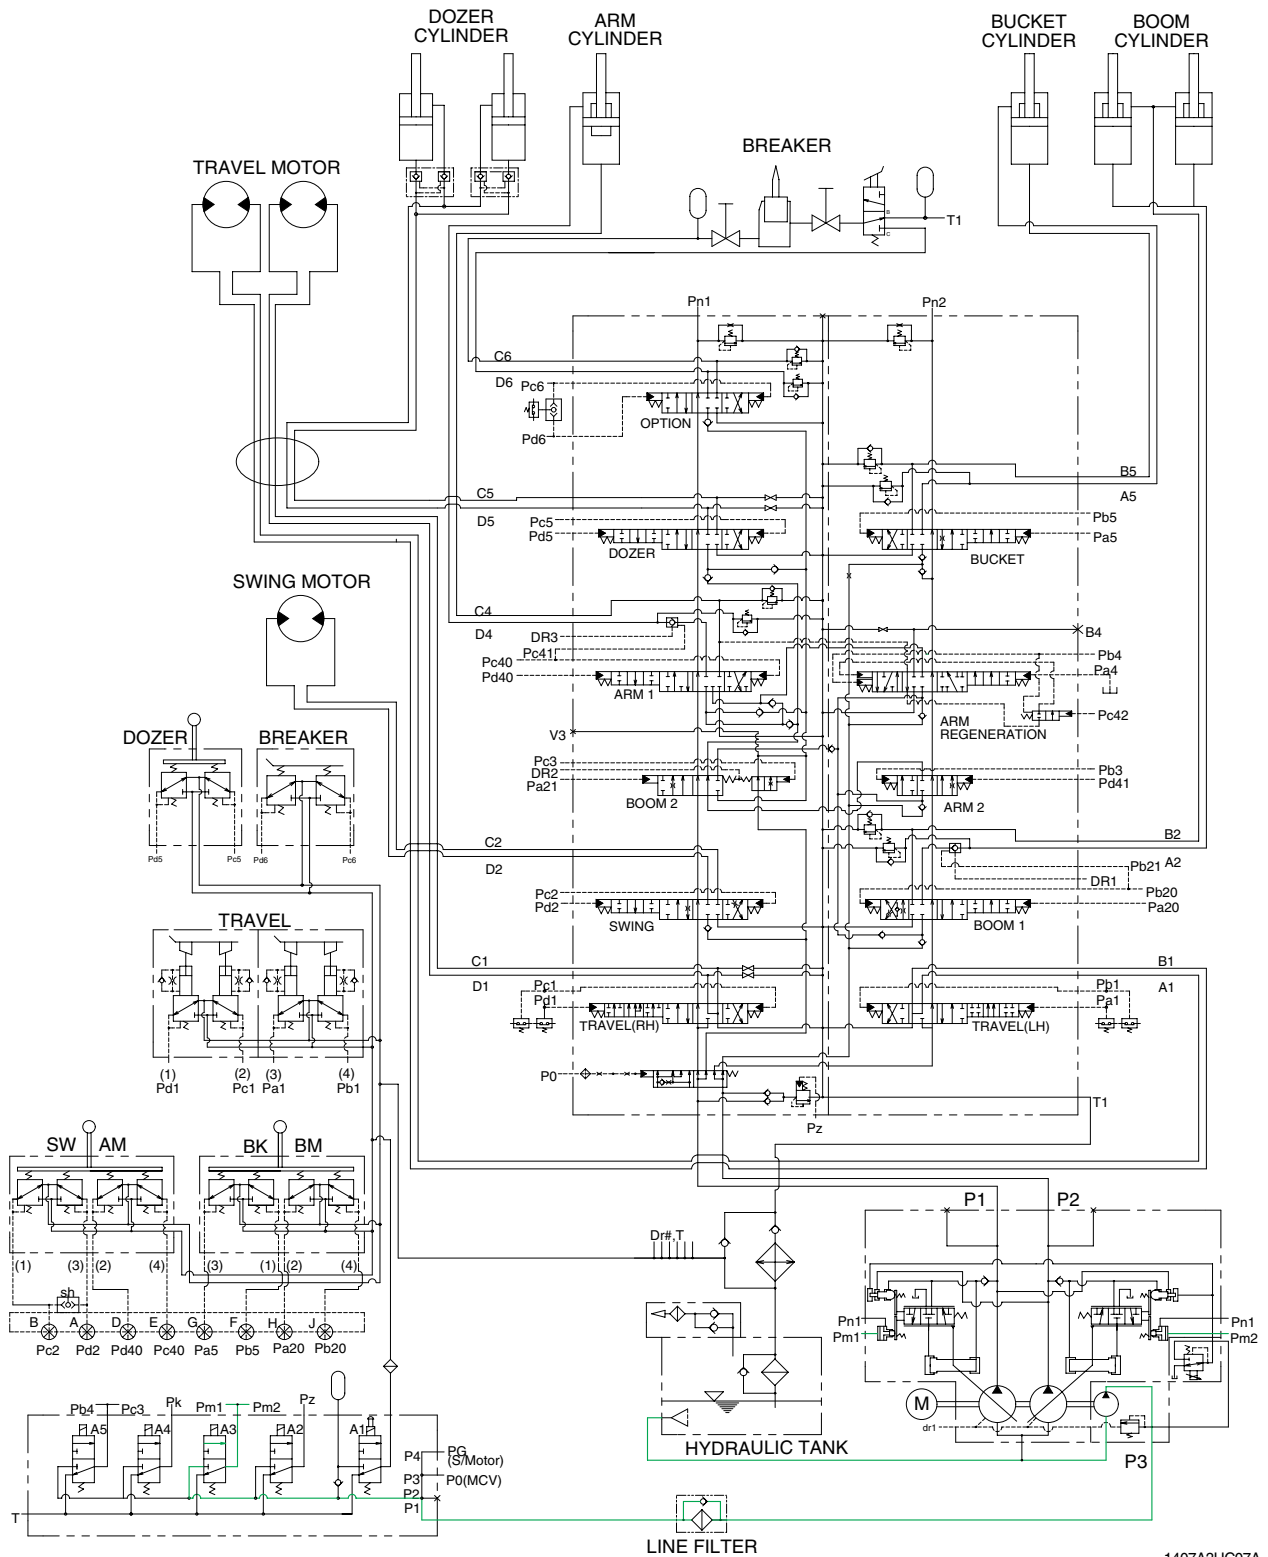 DOZER
CYLINDER
ARM
CYLINDER
BUCKET
CYLINDER
BOOM
CYLINDER
TRAVEL MOTOR
BREAKER
B
C
T1
Pn1
Pn2
C6
D6
Pc6
OPTION
Pd6
C5
D5
Pc5
Pd5
DOZER
B5
A5
Pb5
Pa5
BUCKET
SWING MOTOR
C4
D4
DR3
Pc41
Pc40
Pd40
ARM 1
B4
Pb4
Pa4
Pc42
ARM
REGENERATION
V3
DOZER
BREAKER
Pc3
DR2
Pa21
BOOM 2
Pb3
Pd41
ARM 2
Pd5
Pc5
Pd6
Pc6
C2
D2
B2
A2
Pb21
DR1
Pc2
Pd2
SWING
Pb20
Pa20
BOOM 1
TRAVEL
C1
D1
Pc1
Pd1
TRAVEL(RH)
B1
A1
Pb1
Pa1
TRAVEL(LH)
(1)
Pd1
(2)
Pc1
(3)
Pa1
(4)
Pb1
P0
T1
Pz
SW
AM
BK
BM
P1
P2
Dr#,T
(1)
(3)
(2)
(4)
(3)
(1)
(2)
(4)
sh
B
A
D
E
G
F
H
J
Pc2
Pd2
Pd40
Pc40
Pa5
Pb5
Pa20
Pb20
Pn1
Pm1
Pn1
Pm2
M
dr1
P3
HYDRAULIC TANK
Pb4
Pc3
Pk
Pm1
Pm2
Pz
A5
A4
A3
A2
A1
P4
PG
(S/Motor)
P3
P0(MCV)
P2
P1
T
LINE FILTER
1407A2HC07A